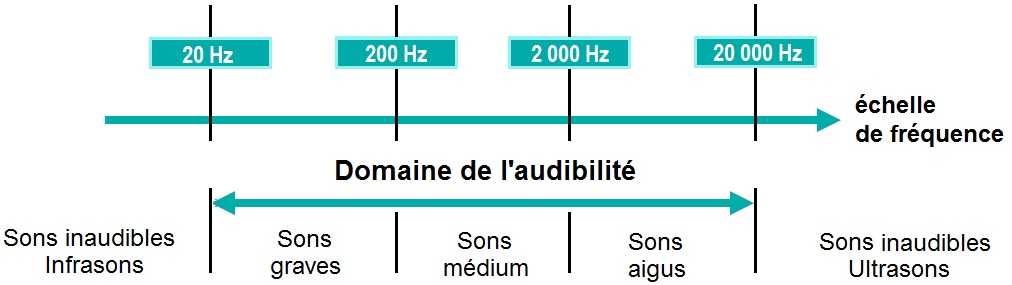 20 Hz
200 Hz
2 000 Hz
20 000 Hz
échelle
de fréquence
Domaine de l'audibilité
Sons inaudibles
Infrasons
Sons
graves
Sons
médium
Sons
aigus
Sons inaudibles
Ultrasons